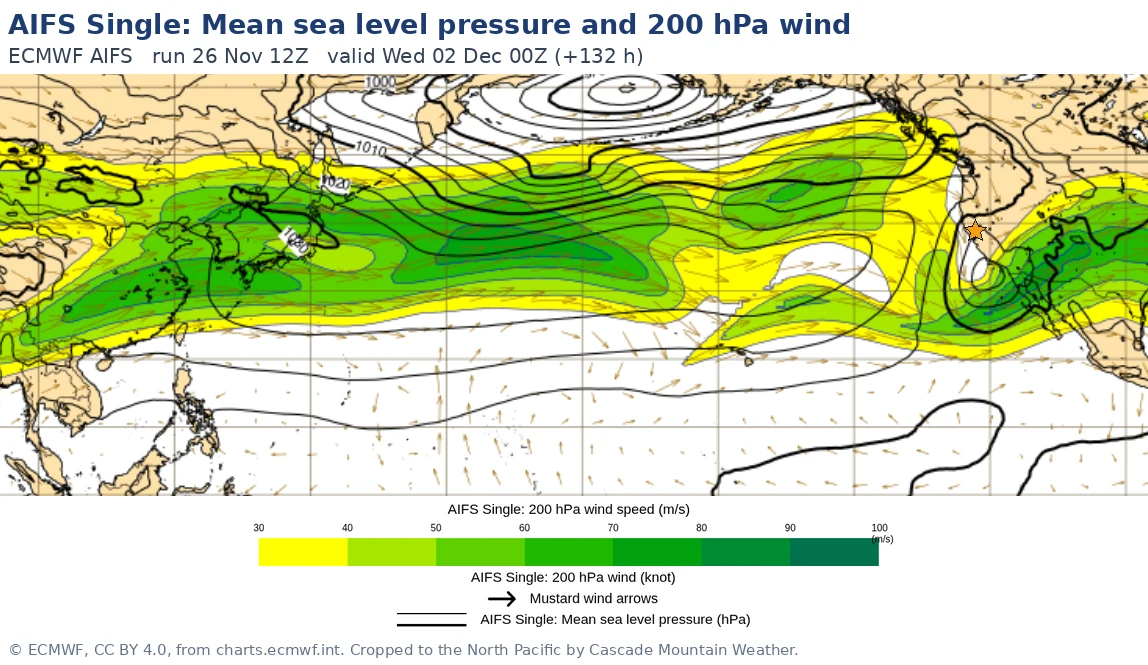 AIFS Single: Mean sea level pressure and 200 hPa wind
ECMWF AIFS run 26 Nov 12Z valid Wed 02 Dec 00Z (+132 h)
1000
1010
1020
1020
AIFS Single: 200 hPa wind speed (m/s)
30 40 50 60 70 80 90 100
(m/s)
AIFS Single: 200 hPa wind (knot)
Mustard wind arrows
AIFS Single: Mean sea level pressure (hPa)
© ECMWF, CC BY 4.0, from charts.ecmwf.int. Cropped to the North Pacific by Cascade Mountain Weather.